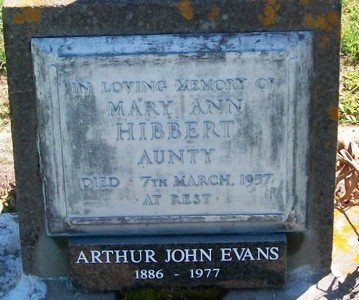 IN LOVING MEMORY OF
MARY ANN
HIBBERT
AUNTY
DIED 7TH MARCH, 1957
· AT REST ·
ARTHUR JOHN EVANS
1886 - 1977